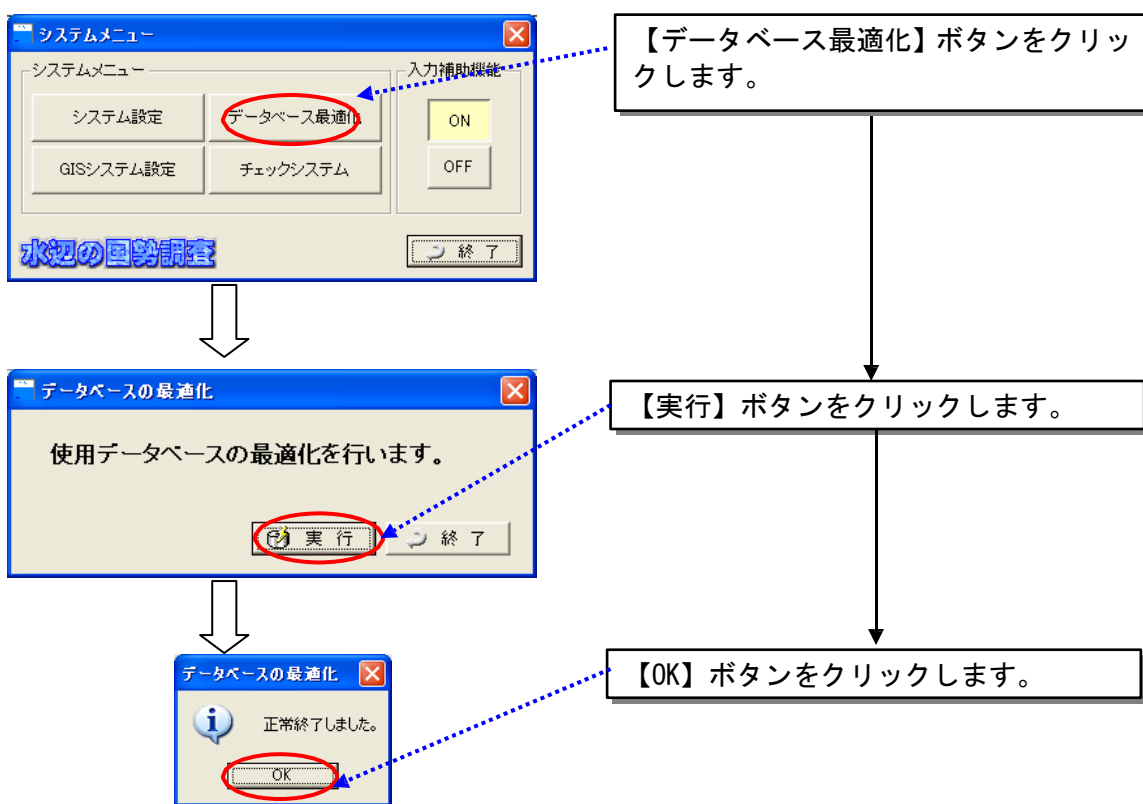 システムメニュー
【データベース最適化】ボタンをクリッ
クします。
システムメニュー
入力補助機能
システム設定
データベース最適化
ON
GISシステム設定
チェックシステム
OFF
水辺の国勢調査
終 了
データベースの最適化
【実行】ボタンをクリックします。
使用データベースの最適化を行います。
実 行
終 了
データベースの最適化
【OK】ボタンをクリックします。
正常終了しました。
OK